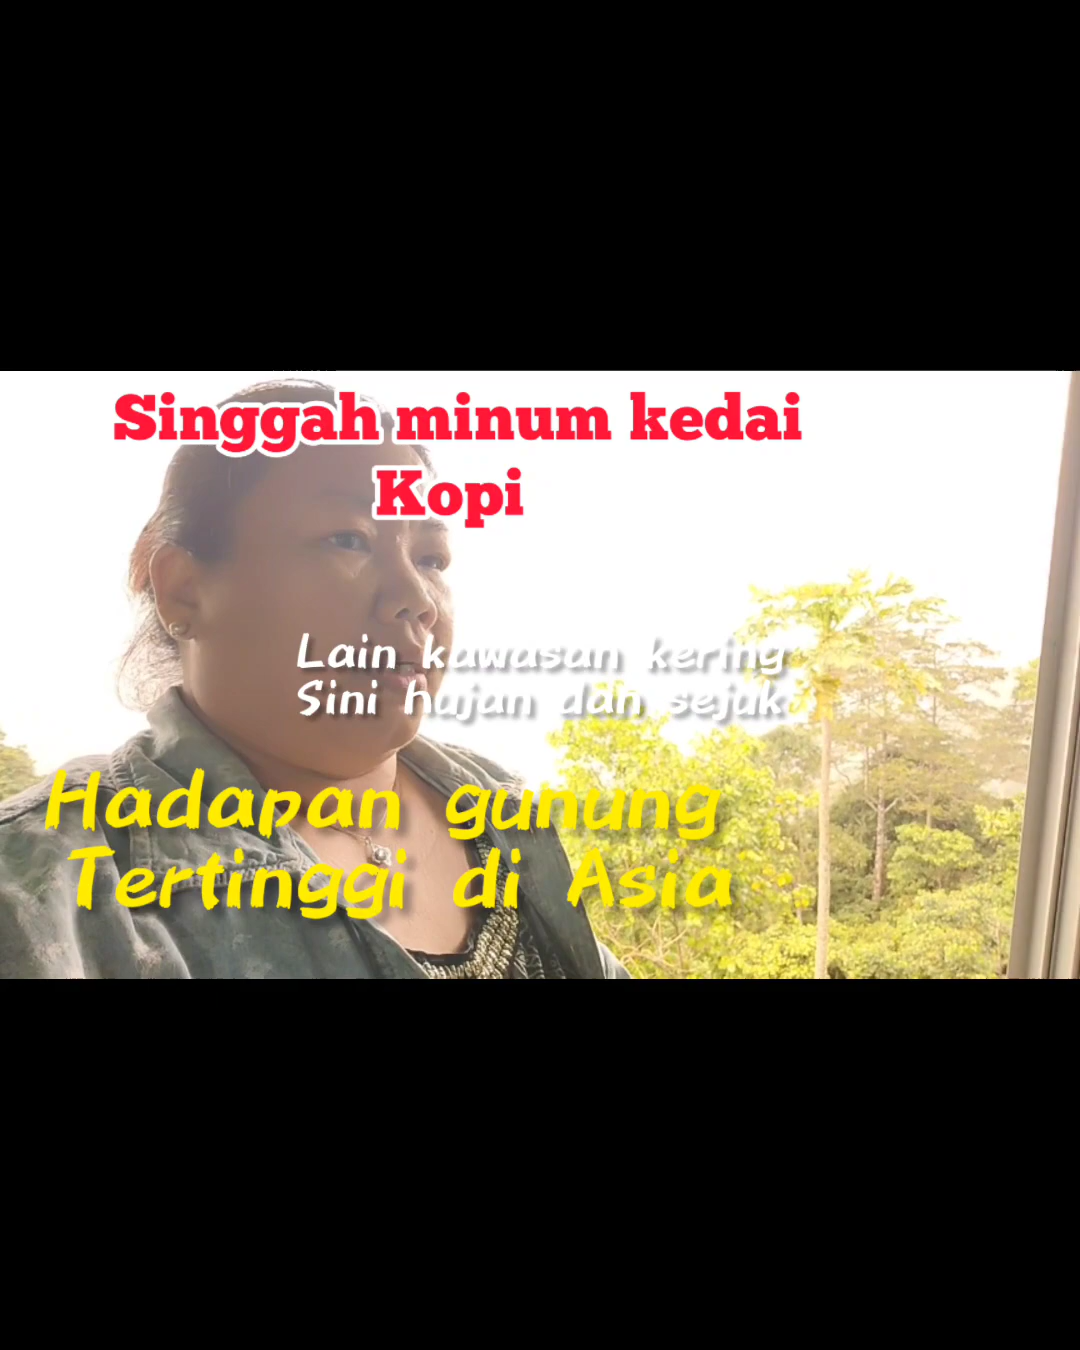 Singgah minum kedai
Kopi
Lain kawasan kering
Sini hujan dan sejuk
Hadapan gunung
Tertinggi di Asia